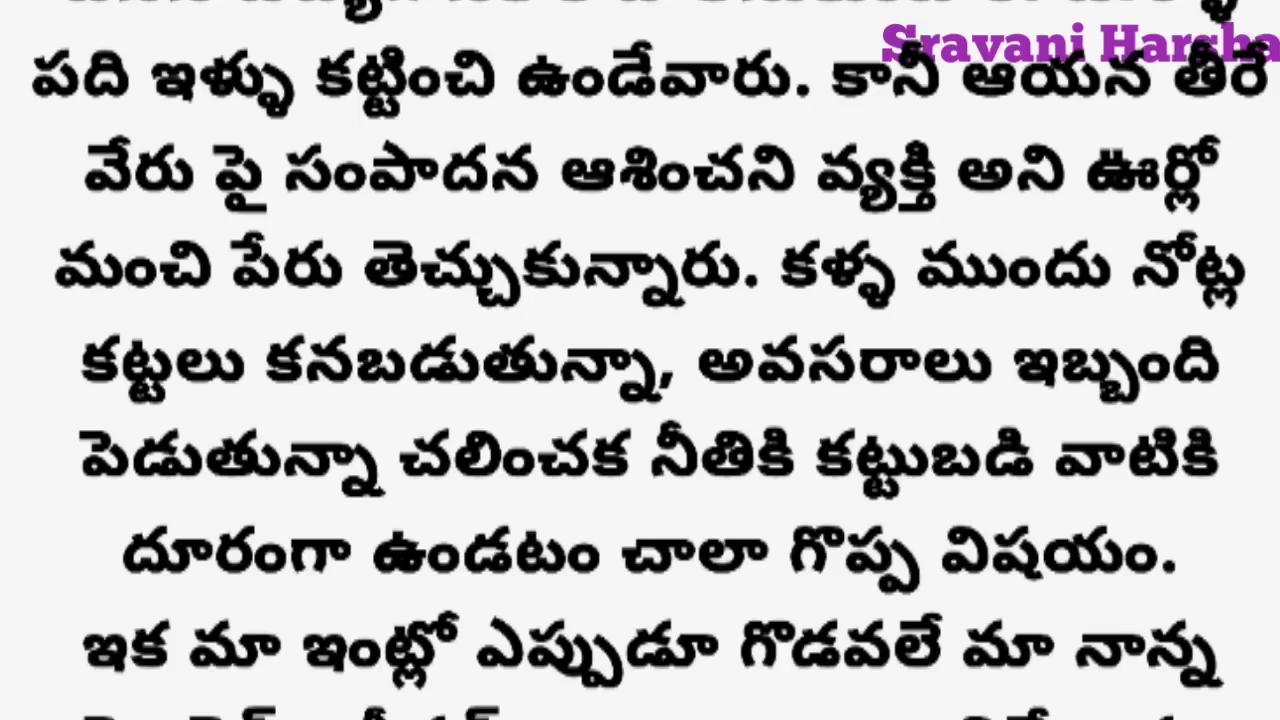 Sravani Harsha
పది ఇళ్ళు కట్టించి ఉండేవారు. కానీ ఆయన తీరే
వేరు పై సంపాదన ఆశించని వ్యక్తి అని ఊర్లో
మంచి పేరు తెచ్చుకున్నారు. కళ్ళ ముందు నోట్ల
కట్టలు కనబడుతున్నా, అవసరాలు ఇబ్బంది
పెడుతున్నా చలించక నీతికి కట్టుబడి వాటికి
దూరంగా ఉండటం చాలా గొప్ప విషయం.
ఇక మా ఇంట్లో ఎప్పుడూ గొడవలే మా నాన్న